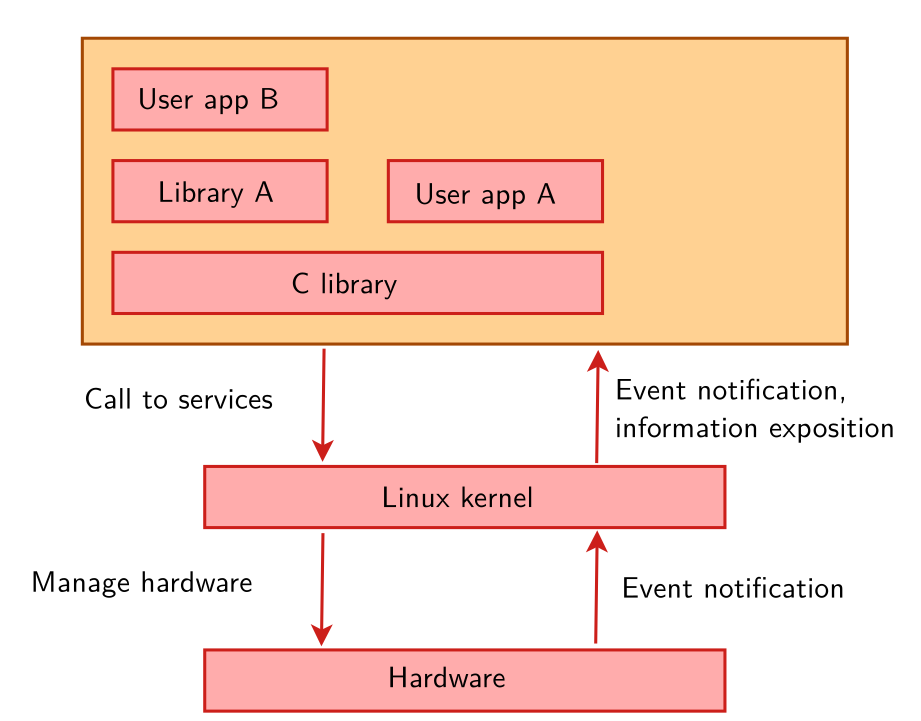 User app B
Library A
User app A
C library
Call to services
Event notification,
information exposition
Linux kernel
Manage hardware
Event notification
Hardware